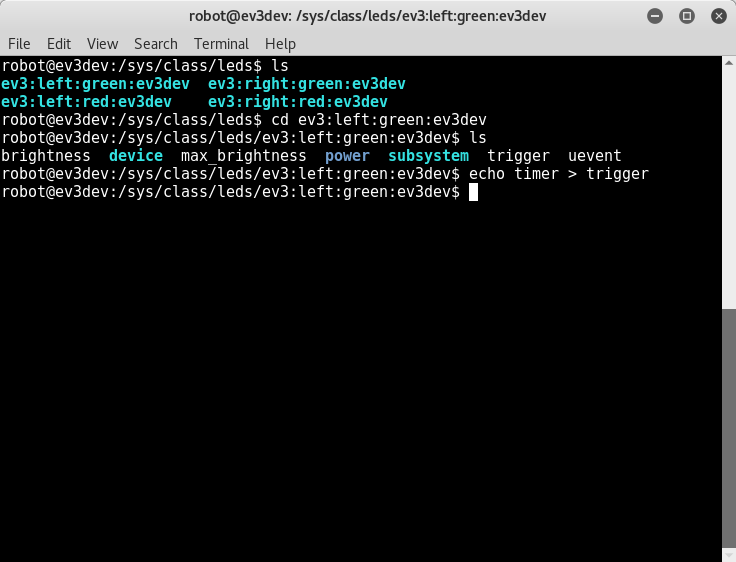 robot@ev3dev: /sys/class/leds/ev3:left:green:ev3dev
File Edit View Search Terminal Help
robot@ev3dev:/sys/class/leds$ ls
ev3:left:green:ev3dev  ev3:right:green:ev3dev
ev3:left:red:ev3dev    ev3:right:red:ev3dev
robot@ev3dev:/sys/class/leds$ cd ev3:left:green:ev3dev
robot@ev3dev:/sys/class/leds/ev3:left:green:ev3dev$ ls
brightness  device  max_brightness  power  subsystem  trigger  uevent
robot@ev3dev:/sys/class/leds/ev3:left:green:ev3dev$ echo timer > trigger
robot@ev3dev:/sys/class/leds/ev3:left:green:ev3dev$